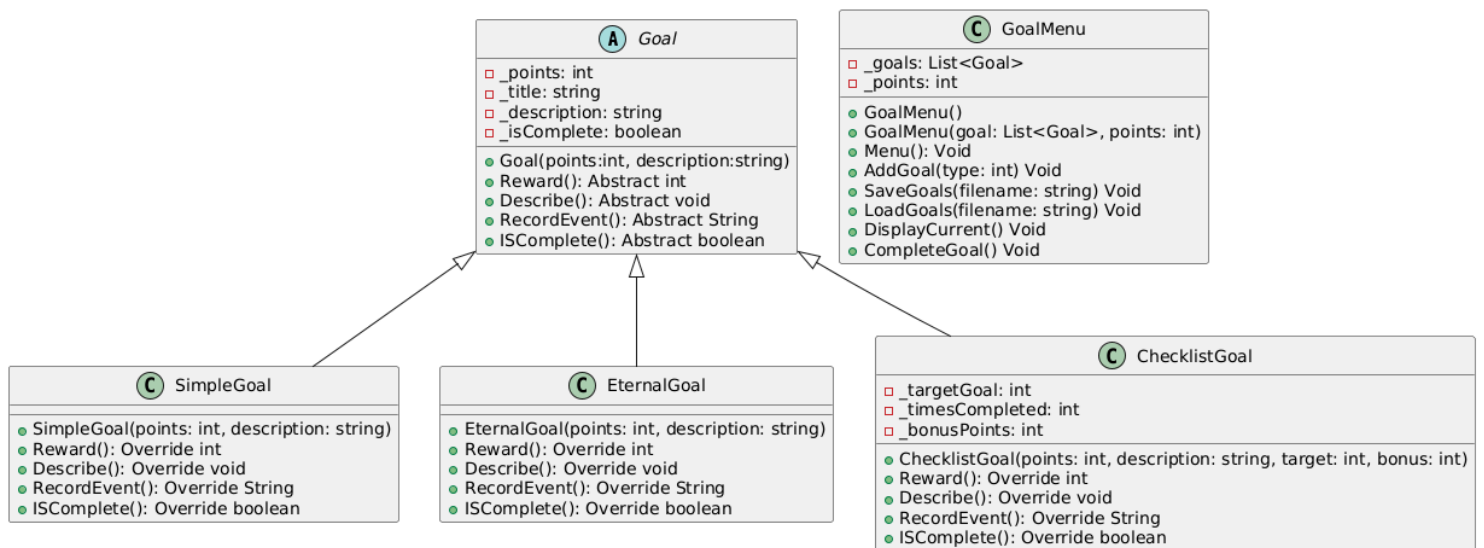 A Goal
_points: int
_title: string
_description: string
_isComplete: boolean
Goal(points:int, description:string)
Reward(): Abstract int
Describe(): Abstract void
RecordEvent(): Abstract String
ISComplete(): Abstract boolean
C GoalMenu
_goals: List<Goal>
_points: int
GoalMenu()
GoalMenu(goal: List<Goal>, points: int)
Menu(): Void
AddGoal(type: int) Void
SaveGoals(filename: string) Void
LoadGoals(filename: string) Void
DisplayCurrent() Void
CompleteGoal() Void
C SimpleGoal
SimpleGoal(points: int, description: string)
Reward(): Override int
Describe(): Override void
RecordEvent(): Override String
ISComplete(): Override boolean
C EternalGoal
EternalGoal(points: int, description: string)
Reward(): Override int
Describe(): Override void
RecordEvent(): Override String
ISComplete(): Override boolean
C ChecklistGoal
_targetGoal: int
_timesCompleted: int
_bonusPoints: int
ChecklistGoal(points: int, description: string, target: int, bonus: int)
Reward(): Override int
Describe(): Override void
RecordEvent(): Override String
ISComplete(): Override boolean